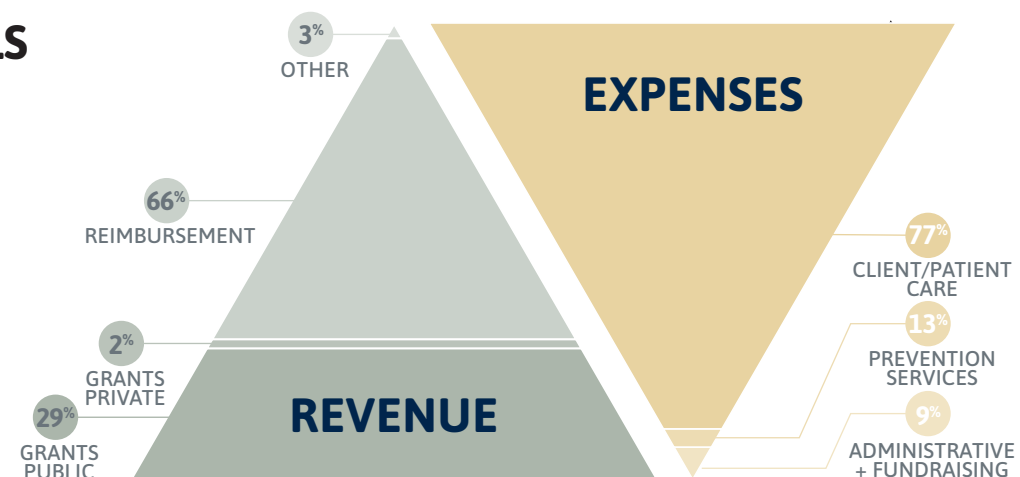 3%
OTHER
EXPENSES
66%
REIMBURSEMENT
77%
CLIENT/PATIENT
CARE
13%
PREVENTION
SERVICES
2%
GRANTS
PRIVATE
REVENUE
29%
GRANTS
PUBLIC
9%
ADMINISTRATIVE
+ FUNDRAISING